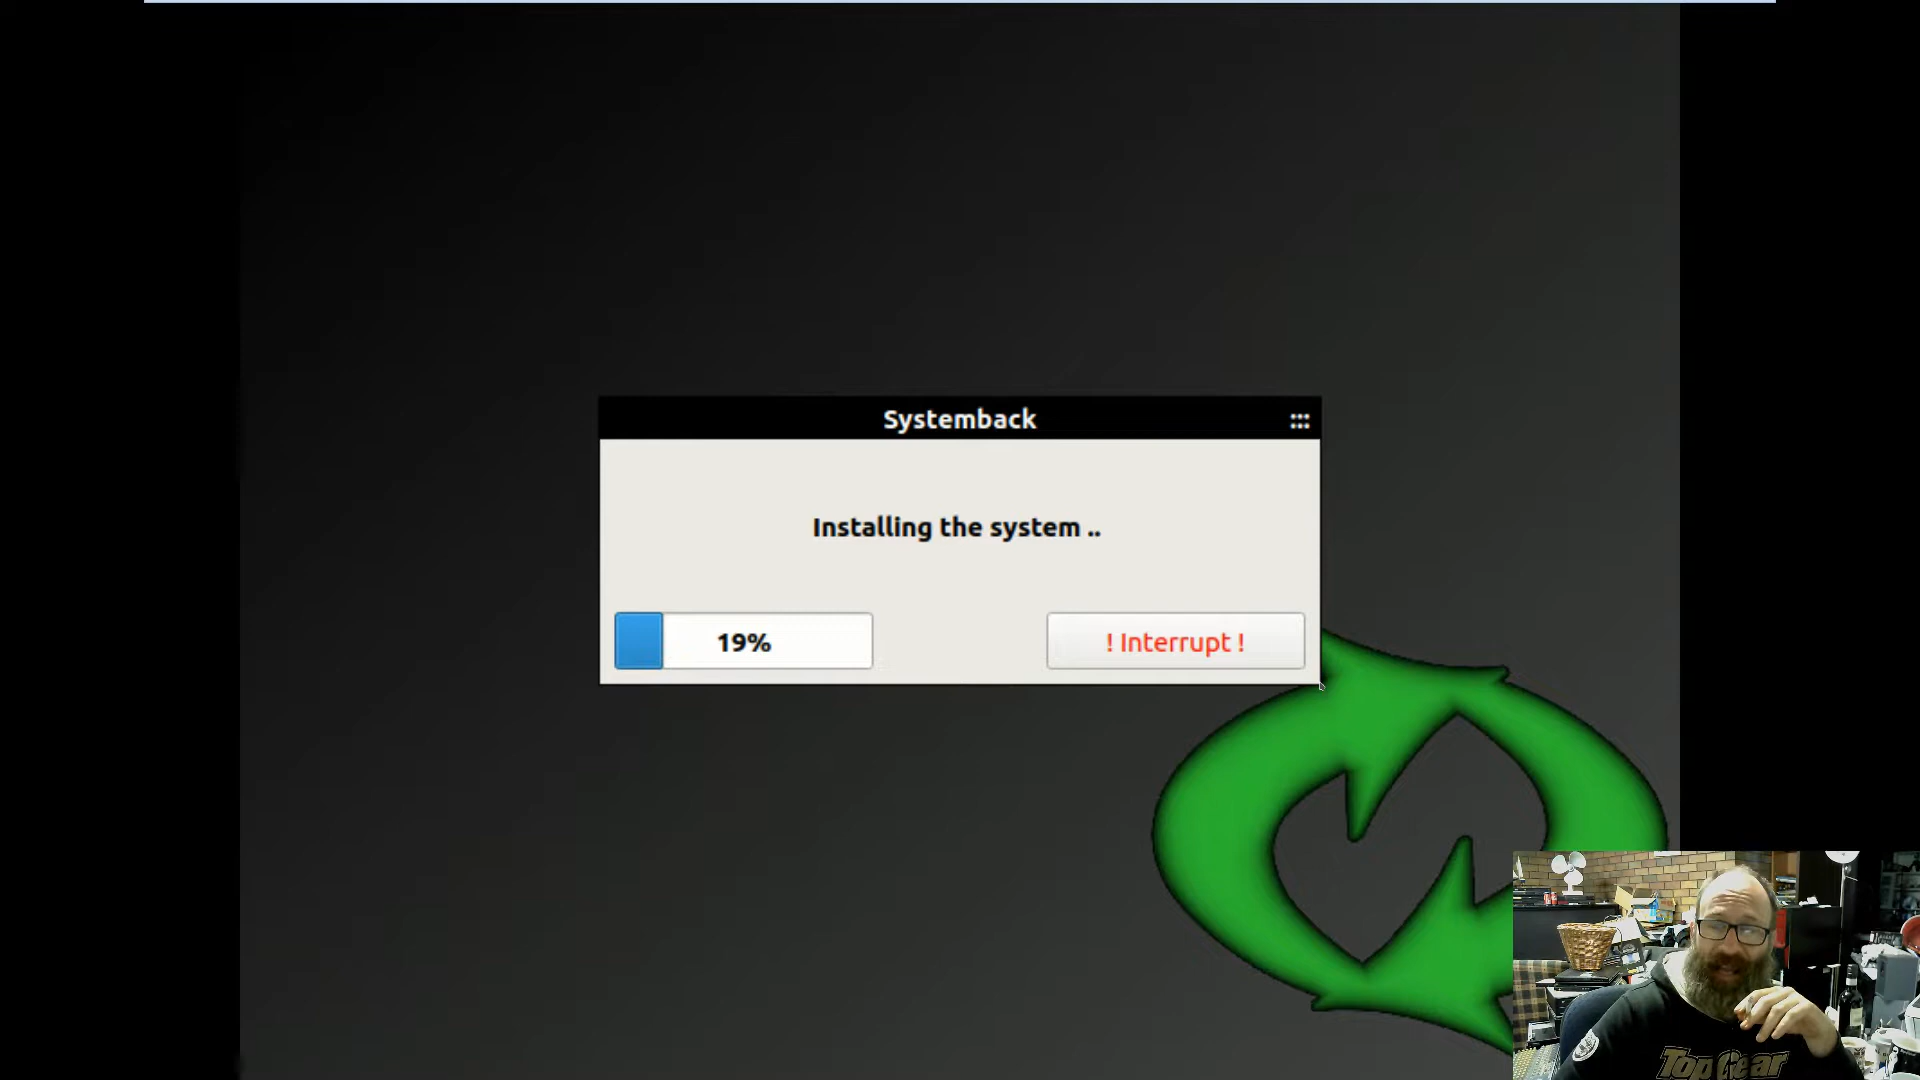 Systemback
Installing the system ..
19%
! Interrupt !
Top Gear